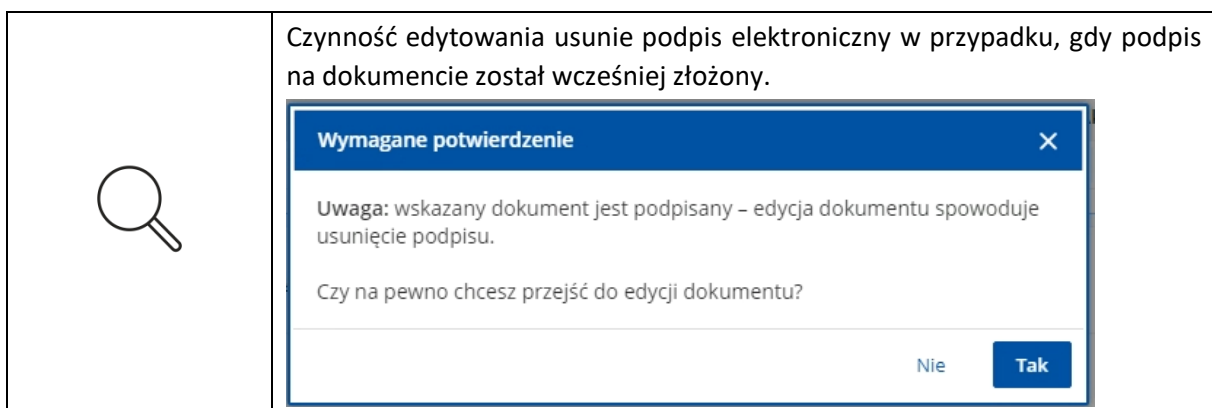 Czynność edytowania usunie podpis elektroniczny w przypadku, gdy podpis
na dokumencie został wcześniej złożony.
Wymagane potwierdzenie
Uwaga: wskazany dokument jest podpisany – edycja dokumentu spowoduje
usunięcie podpisu.
Czy na pewno chcesz przejść do edycji dokumentu?
Nie
Tak